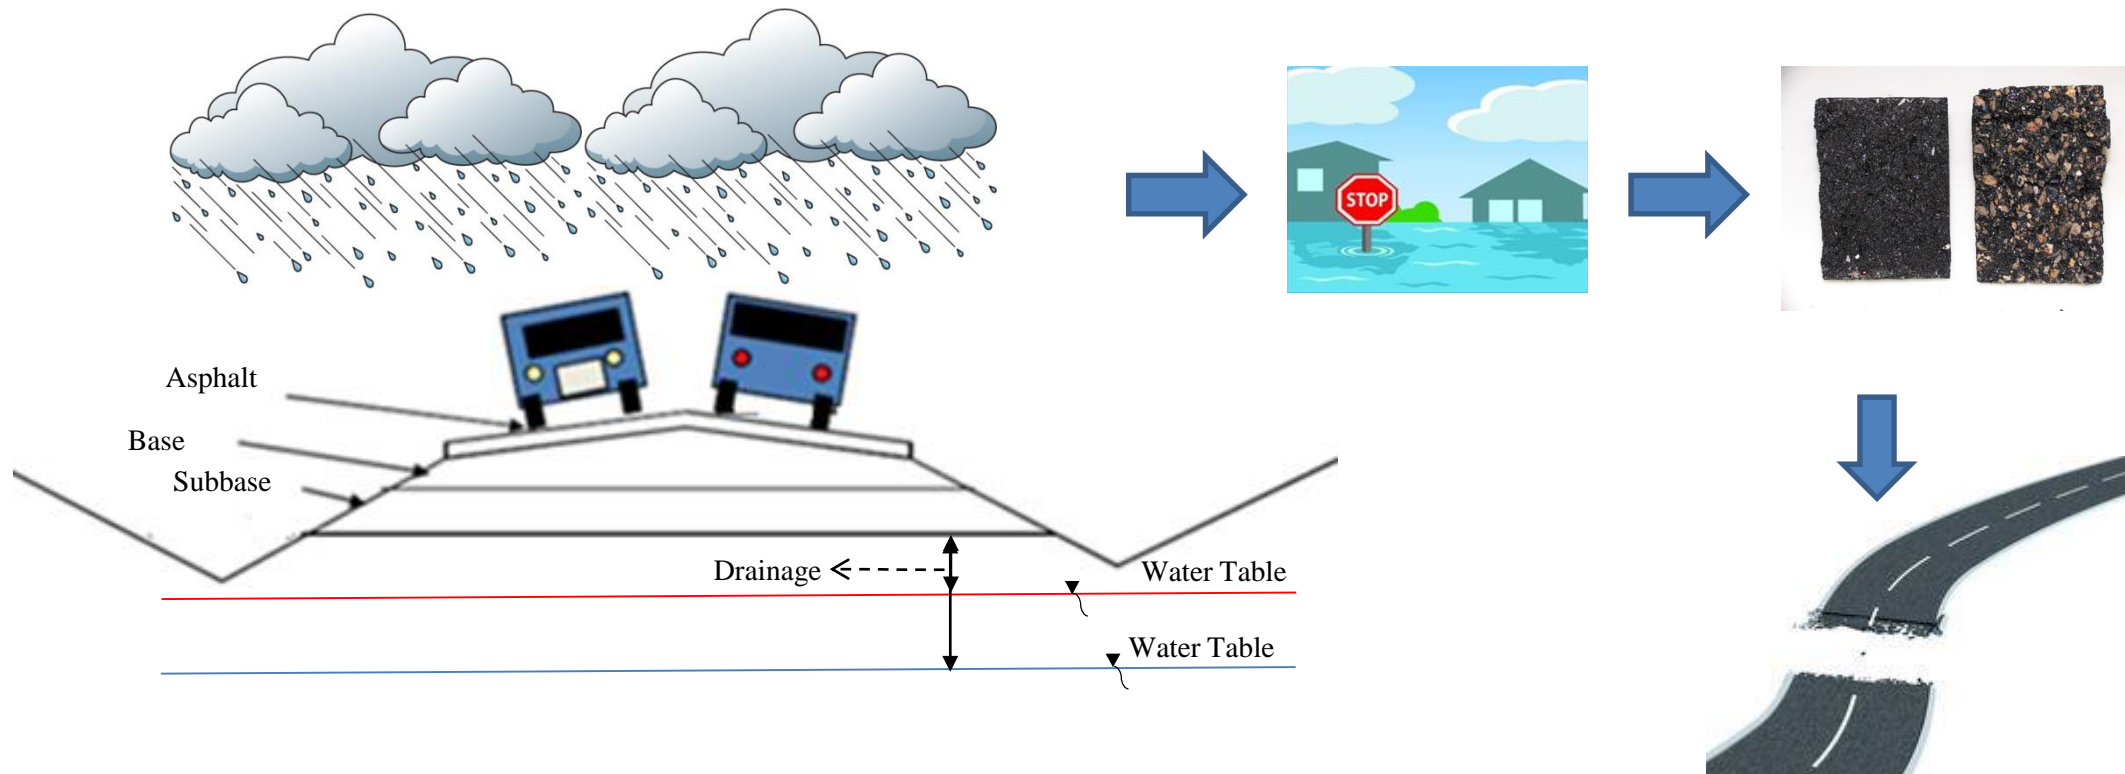 STOP
Asphalt
Base
Subbase
Drainage
Water Table
Water Table